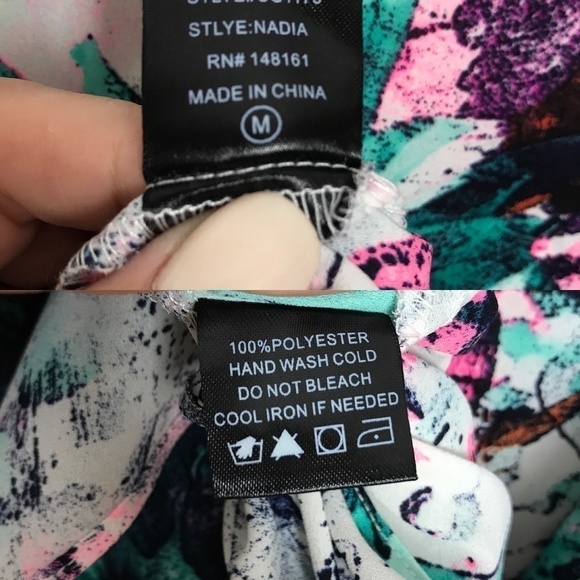 STLYE:NADIA
RN# 148161
MADE IN CHINA
M
100%POLYESTER
HAND WASH COLD
DO NOT BLEACH
COOL IRON IF NEEDED